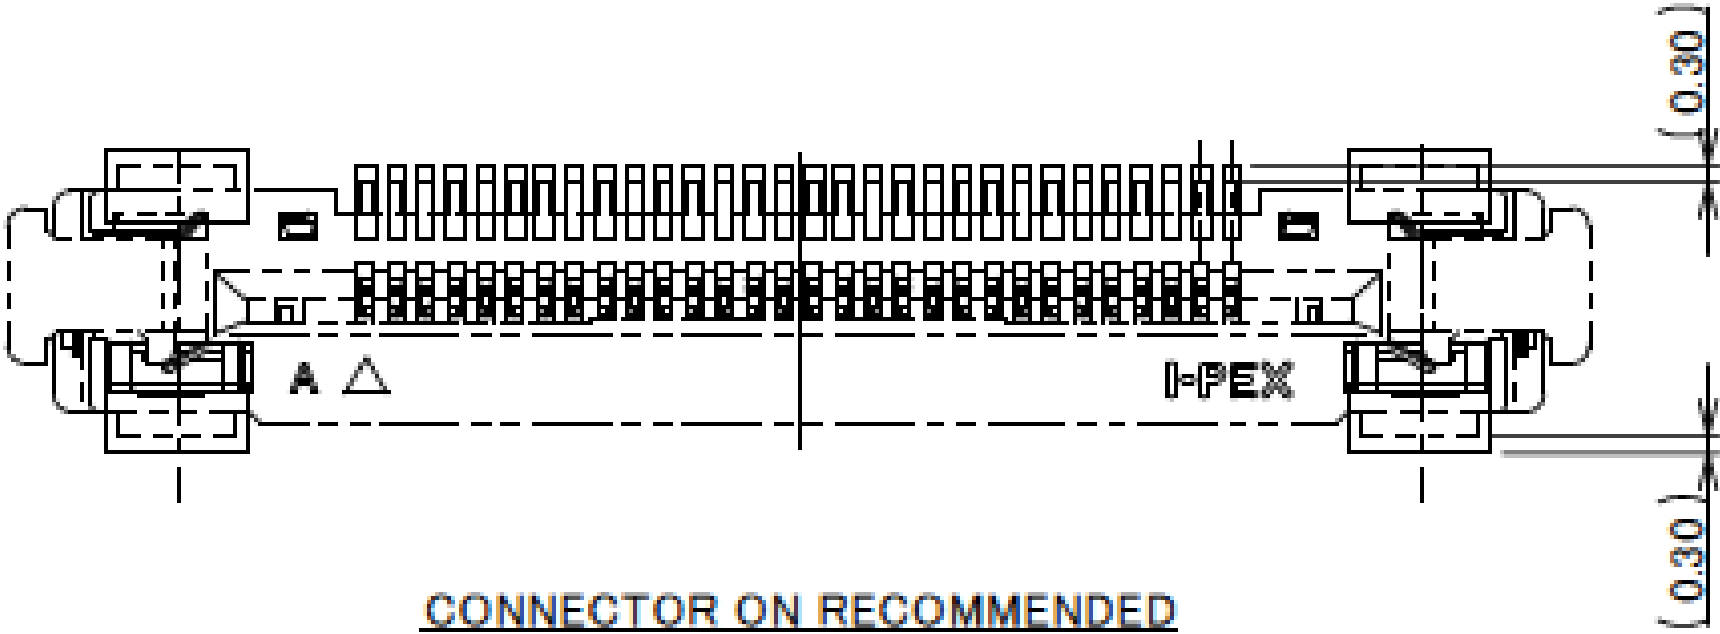 ( 0.30 )
A △ I-PEX
( 0.30 )
CONNECTOR ON RECOMMENDED